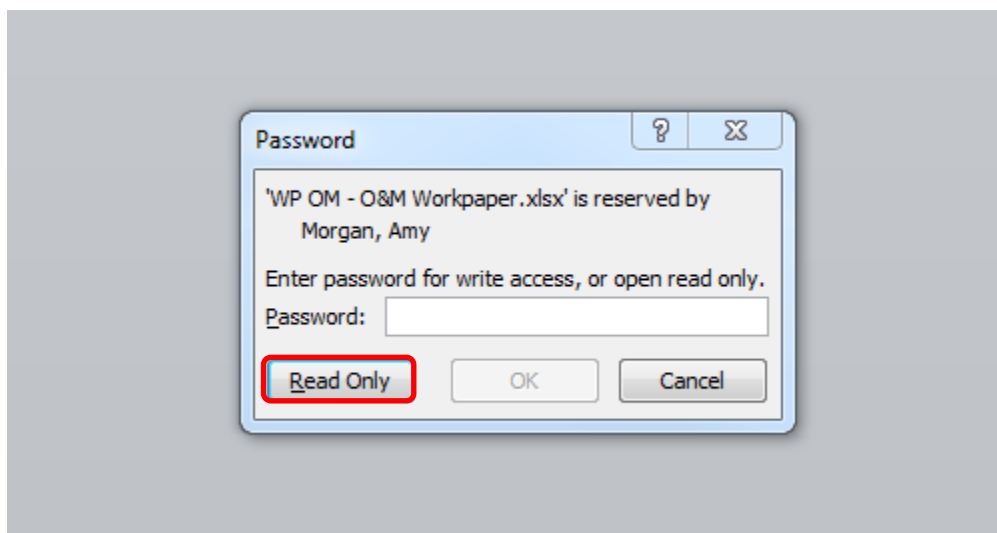 Password
'WP OM - O&M Workpaper.xlsx' is reserved by
Morgan, Amy
Enter password for write access, or open read only.
Password:
Read Only OK Cancel